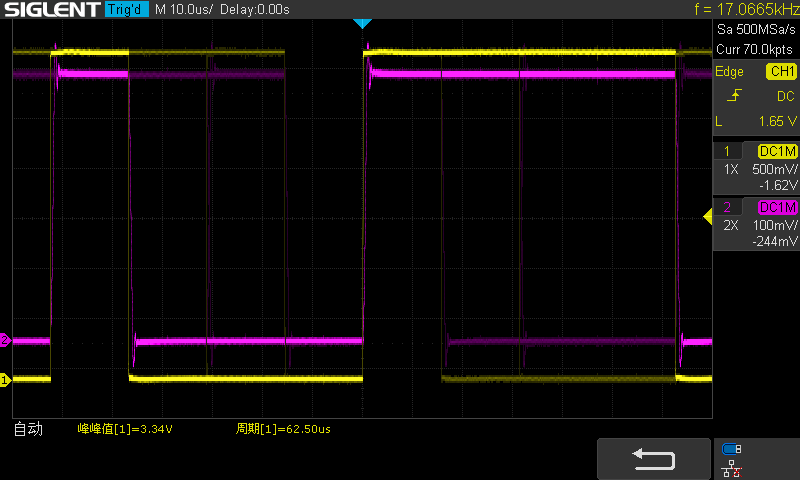 SIGLENT Trig'd M 10.0us/ Delay:0.00s f = 17.0665kHz
Sa 500MSa/s
Curr 70.0kpts
Edge CH1
DC
L 1.65 V
1 DC1M
1X 500mV/
-1.62V
2 DC1M
2X 100mV/
-244mV
2
1
自动 峰峰值[1]=3.34V 周期[1]=62.50us